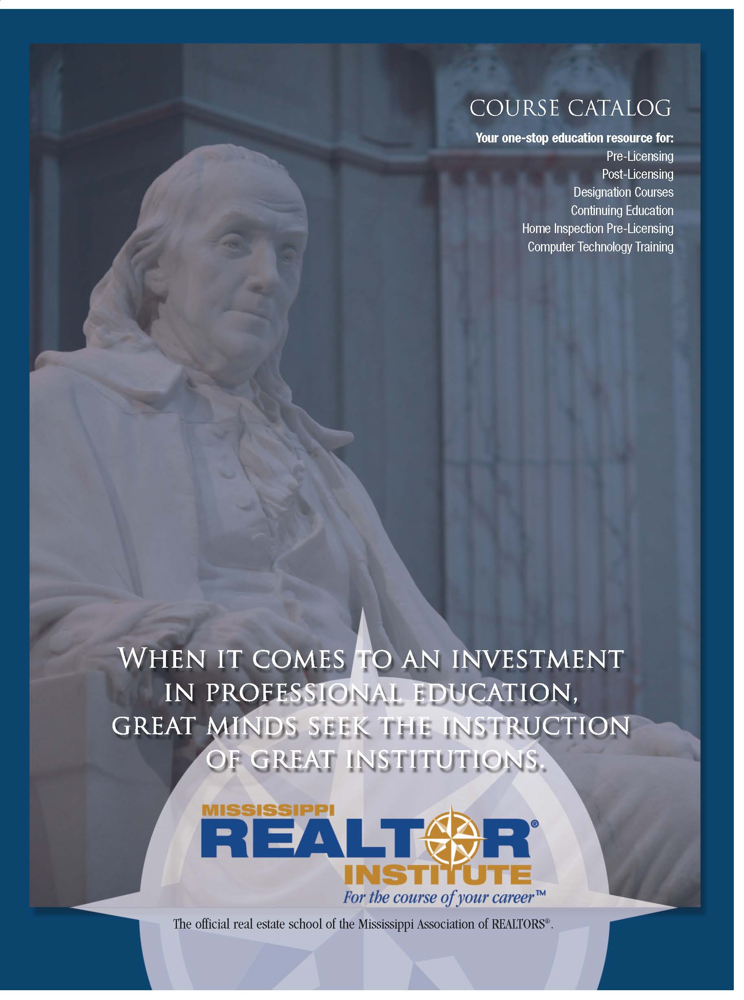 COURSE CATALOG
Your one-stop education resource for:
Pre-Licensing
Post-Licensing
Designation Courses
Continuing Education
Home Inspection Pre-Licensing
Computer Technology Training
WHEN IT COMES TO AN INVESTMENT
IN PROFESSIONAL EDUCATION,
GREAT MINDS SEEK THE INSTRUCTION
OF GREAT INSTITUTIONS.
MISSISSIPPI
REALTOR®
INSTITUTE
For the course of your career™
The official real estate school of the Mississippi Association of REALTORS®.